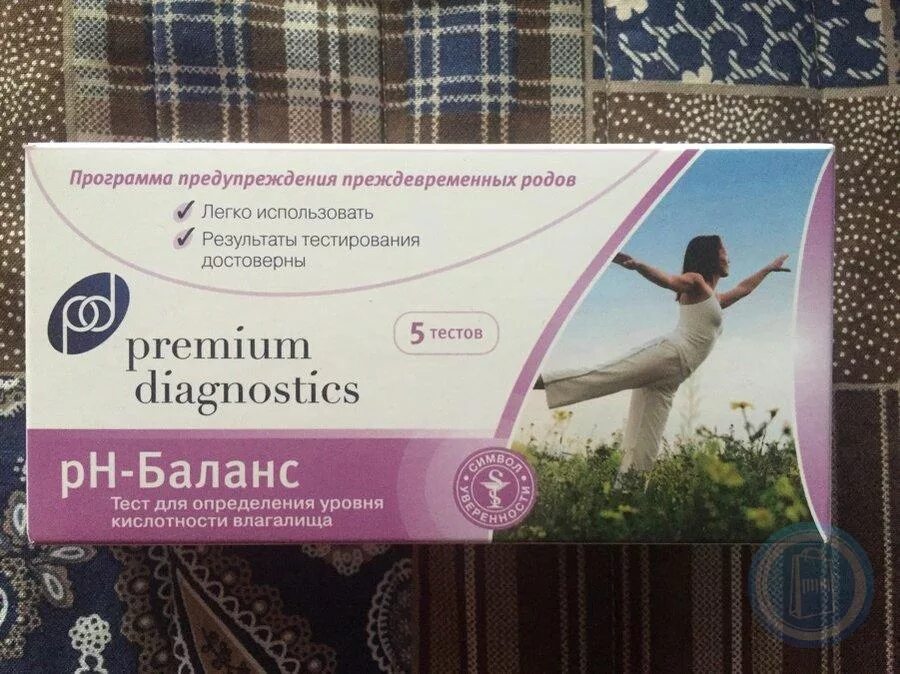 Программа предупреждения преждевременных родов
Легко использовать
Результаты тестирования
достоверны
pd
premium
diagnostics
5 тестов
pH-Баланс
Тест для определения уровня
кислотности влагалища
СИМВОЛ
УВЕРЕННОСТИ